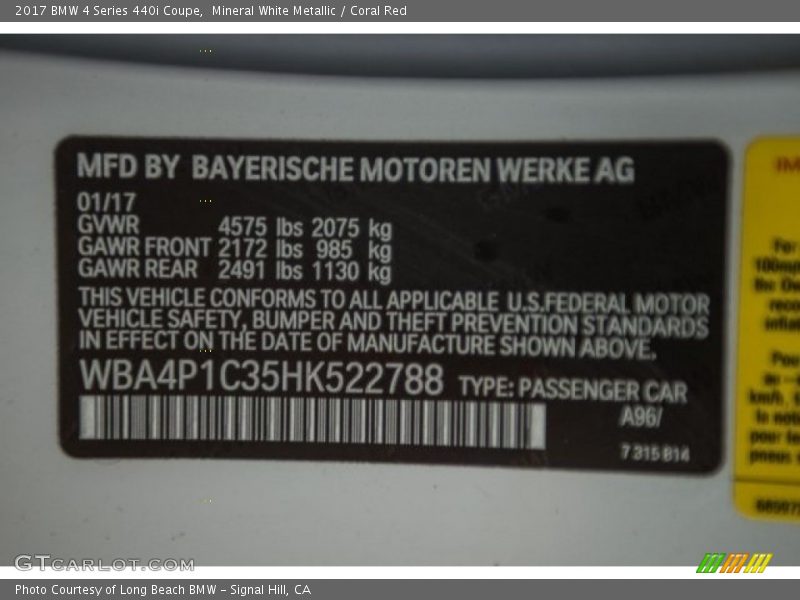 2017 BMW 4 Series 440i Coupe, Mineral White Metallic / Coral Red
MFD BY BAYERISCHE MOTOREN WERKE AG
01/17
GVWR 4575 lbs 2075 kg
GAWR FRONT 2172 lbs 985 kg
GAWR REAR 2491 lbs 1130 kg
THIS VEHICLE CONFORMS TO ALL APPLICABLE U.S.FEDERAL MOTOR
VEHICLE SAFETY, BUMPER AND THEFT PREVENTION STANDARDS
IN EFFECT ON THE DATE OF MANUFACTURE SHOWN ABOVE.
WBA4P1C35HK522788 TYPE: PASSENGER CAR
A96/
7 315 814
GTCARLOT.COM
Photo Courtesy of Long Beach BMW - Signal Hill, CA